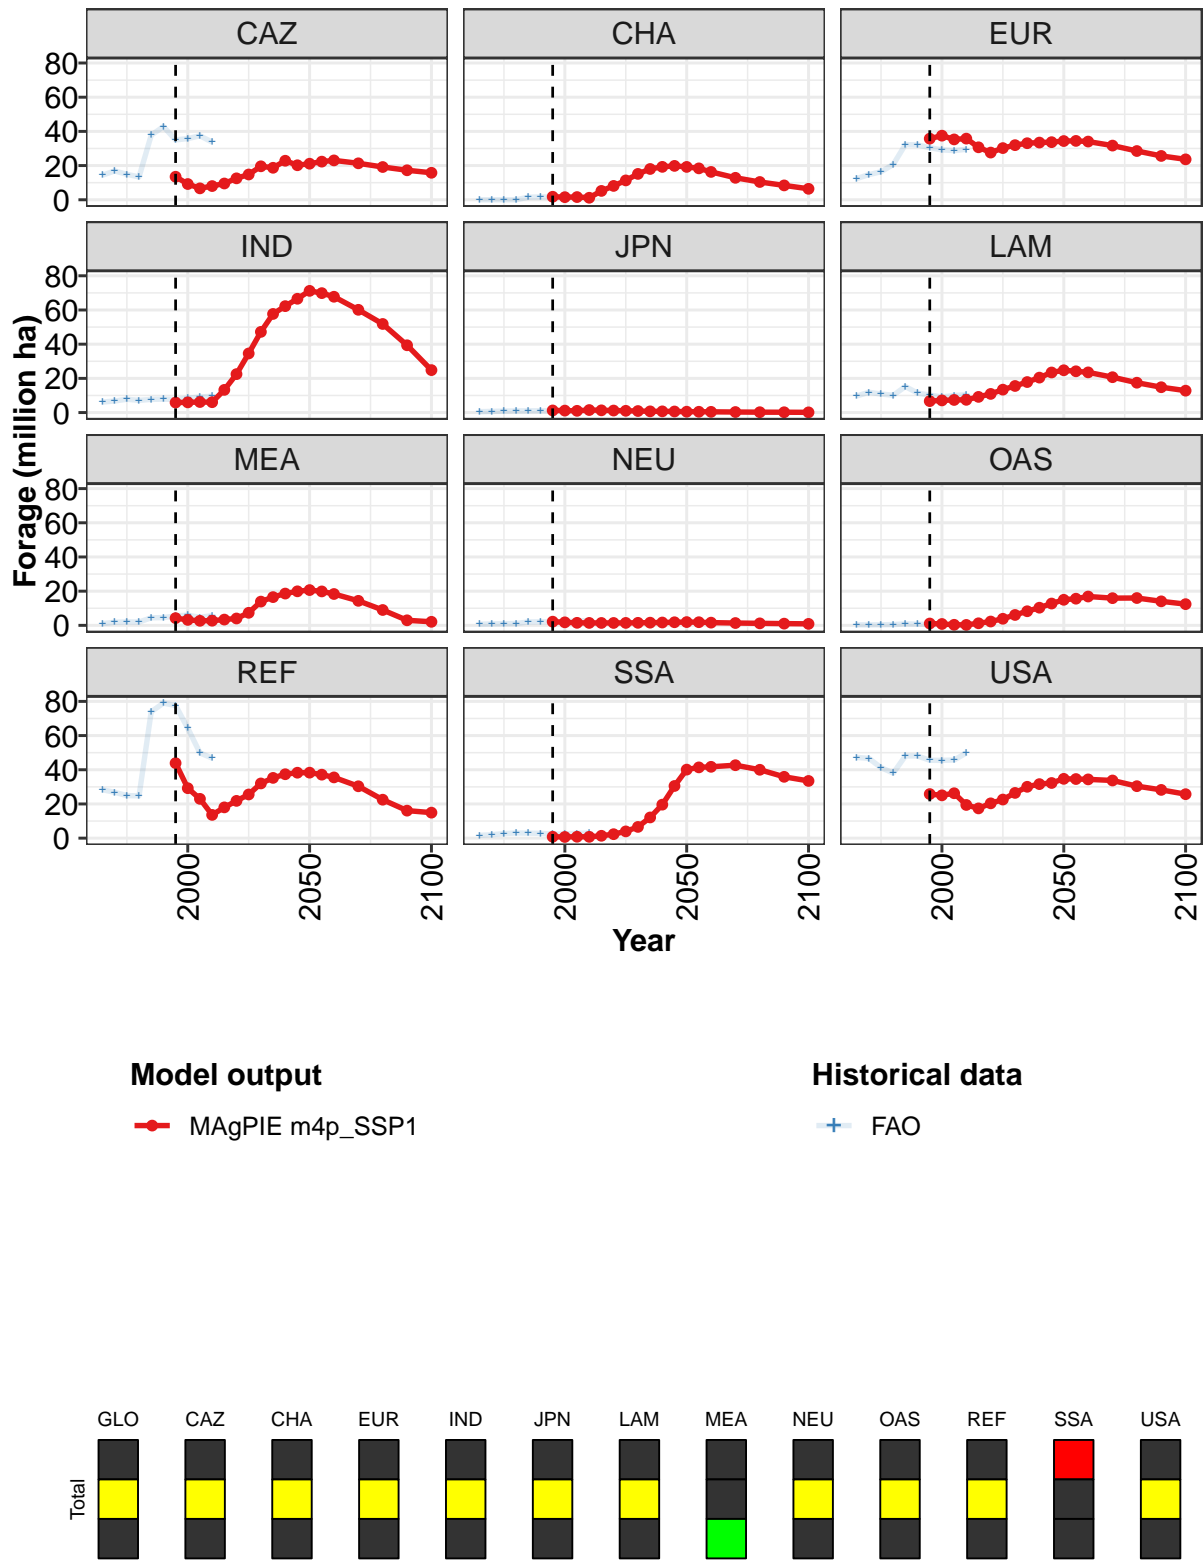 CAZ CHA EUR
80
60
40
20
0
IND JPN LAM
80
60
40
20
0
MEA NEU OAS
80
60
40
20
0
REF SSA USA
80
60
40
20
0
Forage (million ha)
2000 2050 2100 2000 2050 2100 2000 2050 2100
Year
Model output Historical data
MAgPIE m4p_SSP1 FAO
GLO CAZ CHA EUR IND JPN LAM MEA NEU OAS REF SSA USA
Total